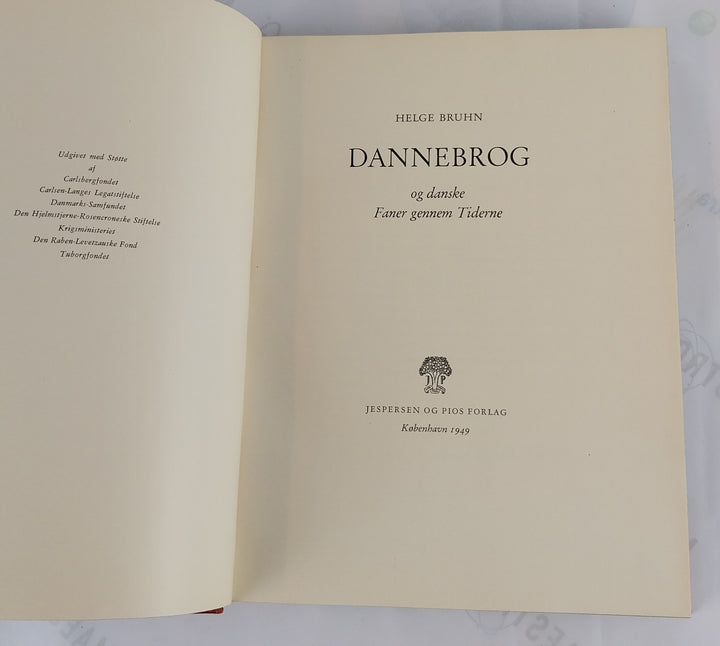 Udgivet med Støtte
af
Carlsbergfondet
Carlsen-Langes Legatstiftelse
Danmarks-Samfundet
Den Hjelmstjerne-Rosencroneske Stiftelse
Krigsministeriet
Den Raben-Levetzauske Fond
Tuborgfondet
HELGE BRUHN
DANNEBROG
og danske
Faner gennem Tiderne
J P
JESPERSEN OG PIOS FORLAG
København 1949